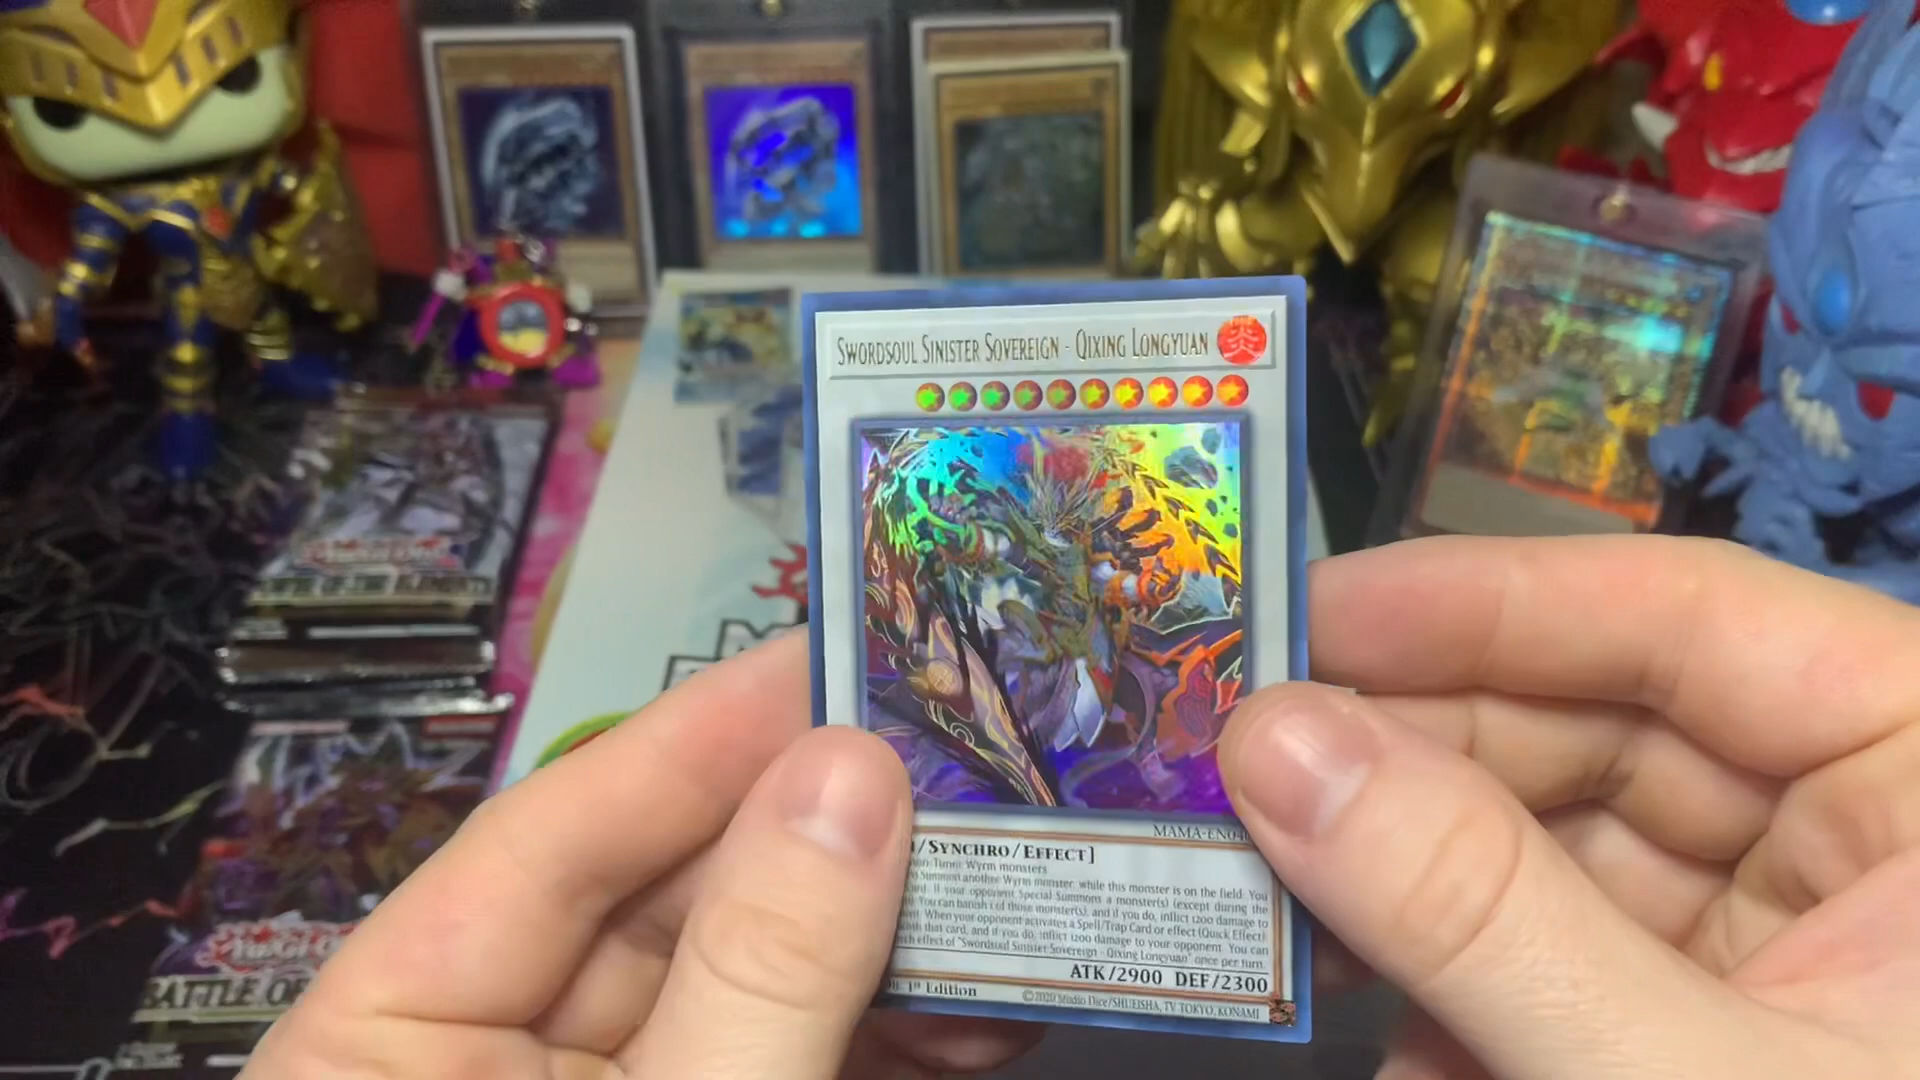 SWORDSOUL SINISTER SOVEREIGN - QIXING LONGYUAN
炎
MAMA-EN04
/SYNCHRO/EFFECT]
Tuner Wyrm monsters
Summon another Wyrm monster, while this monster is on the field: You
card. If your opponent Special Summons a monster(s) (except during the
: You can banish 1 of those monster(s), and if you do, inflict 1200 damage to
When your opponent activates a Spell/Trap Card or effect (Quick Effect):
that card, and if you do, inflict 1200 damage to your opponent. You can
effect of "Swordsoul Sinister Sovereign - Qixing Longyuan" once per turn.
ATK/2900 DEF/2300
1st Edition
©2020 Studio Dice/SHUEISHA, TV TOKYO, KONAMI
OF THE ELEMENTS
BATTLE OF